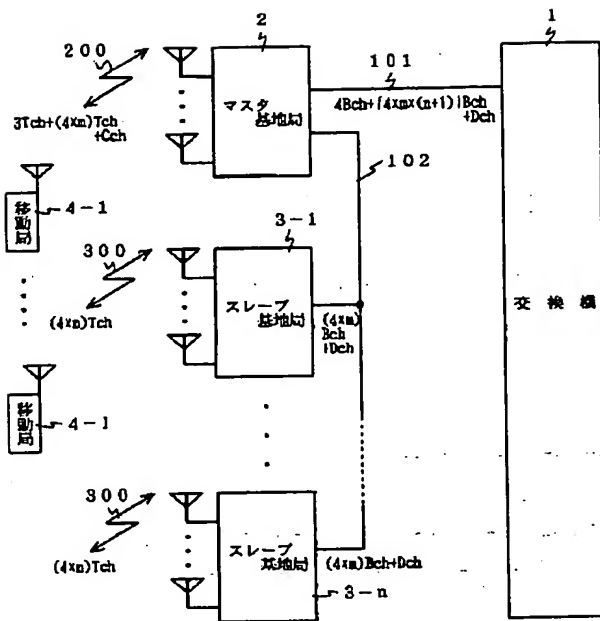 2
1
200
101
3Tch+(4×m)Tch
+Cch
マスタ
基地局
4Bch+{4×m×(n+1)}Bch
+Dch
102
移動局
4-1
3-1
300
(4×n)Tch
スレーブ
基地局
(4×m)
Bch
+Dch
交換機
移動局
4-1
300
(4×n)Tch
スレーブ
基地局
(4×m)Bch+Dch
3-n